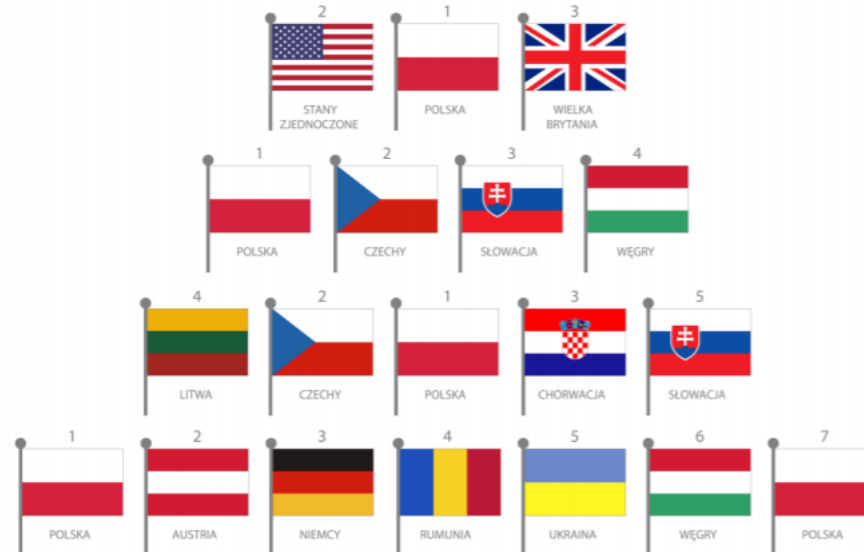 2 1 3
STANY
ZJEDNOCZONE
POLSKA
WIELKA
BRYTANIA
1 2 3 4
POLSKA CZECHY SŁOWACJA WĘGRY
4 2 1 3 5
LITWA CZECHY POLSKA CHORWACJA SŁOWACJA
1 2 3 4 5 6 7
POLSKA AUSTRIA NIEMCY RUMUNIA UKRAINA WĘGRY POLSKA